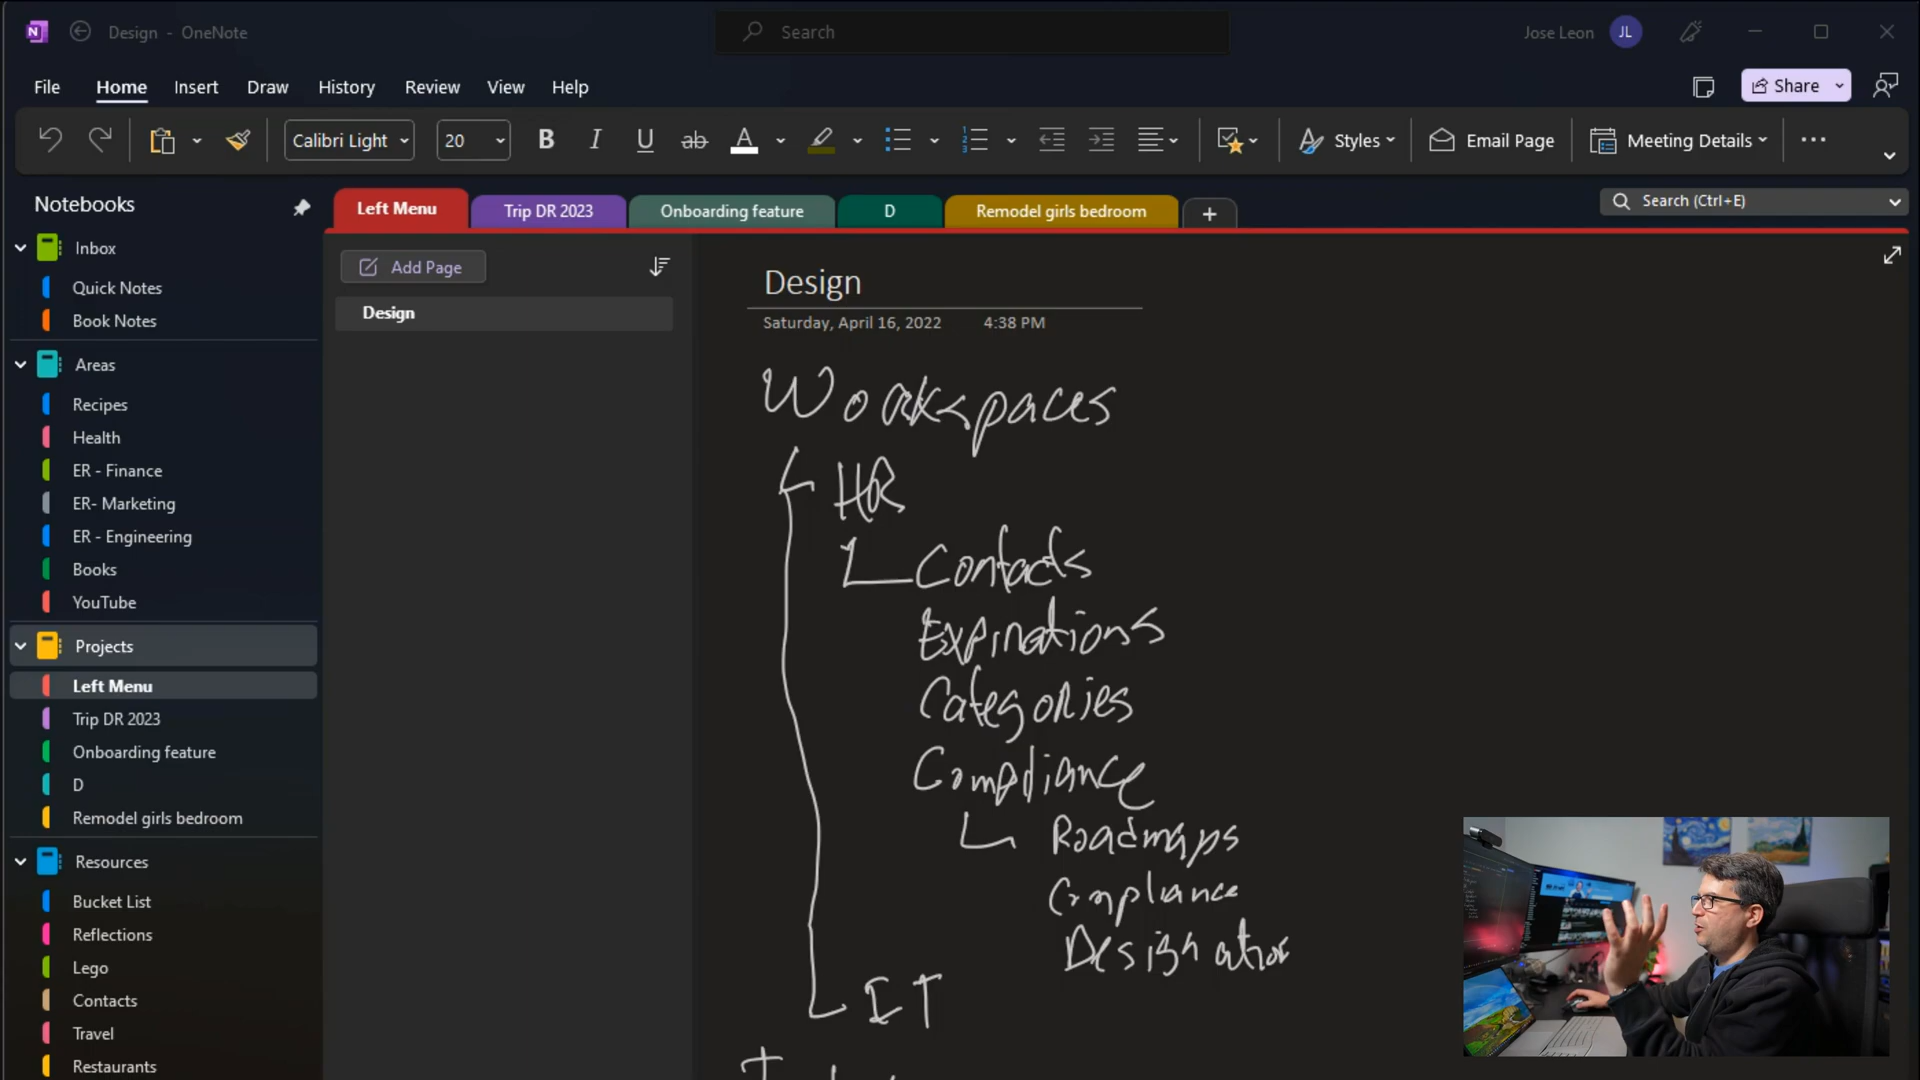 Design - OneNote
Search
Jose Leon JL
File Home Insert Draw History Review View Help
Share
Calibri Light 20 B I U ab A Styles Email Page Meeting Details
Notebooks
Left Menu Trip DR 2023 Onboarding feature D Remodel girls bedroom +
Search (Ctrl+E)
Inbox
Quick Notes
Book Notes
Areas
Recipes
Health
ER - Finance
ER- Marketing
ER - Engineering
Books
YouTube
Projects
Left Menu
Trip DR 2023
Onboarding feature
D
Remodel girls bedroom
Resources
Bucket List
Reflections
Lego
Contacts
Travel
Restaurants
Add Page
Design
Design
Saturday, April 16, 2022 4:38 PM
Workspaces
HR
Contacts
Expirations
Categories
Compliance
Roadmaps
Compliance
Designation
IT